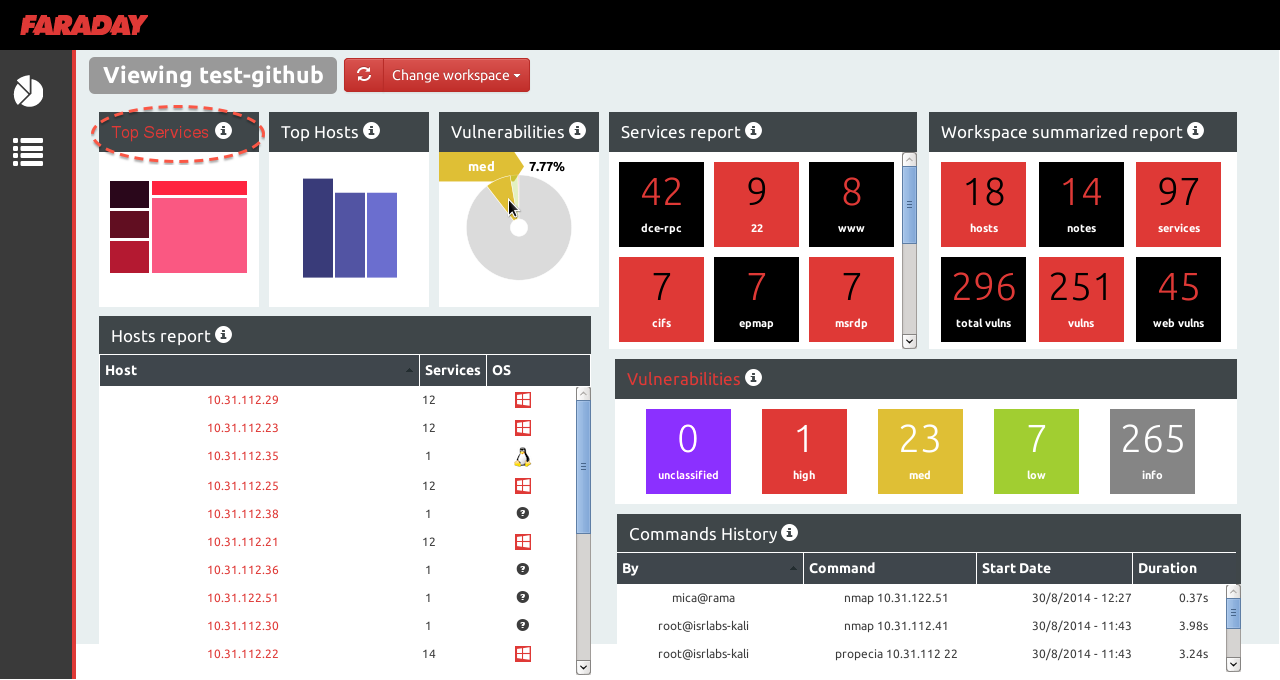 FARADAY
Viewing test-github
Change workspace
Top Services
Top Hosts
Vulnerabilities
med 7.77%
Services report
42 9 8
dce-rpc 22 www
7 7 7
cifs epmap msrdp
Workspace summarized report
18 14 97
hosts notes services
296 251 45
total vulns vulns web vulns
Hosts report
Host Services OS
10.31.112.29 12
10.31.112.23 12
10.31.112.35 1
10.31.112.25 12
10.31.112.38 1
10.31.112.21 12
10.31.112.36 1
10.31.122.51 1
10.31.112.30 1
10.31.112.22 14
Vulnerabilities
0 1 23 7 265
unclassified high med low info
Commands History
By Command Start Date Duration
mica@rama nmap 10.31.122.51 30/8/2014 - 12:27 0.37s
root@isrlabs-kali nmap 10.31.112.41 30/8/2014 - 11:43 3.98s
root@isrlabs-kali propecia 10.31.112 22 30/8/2014 - 11:43 3.24s